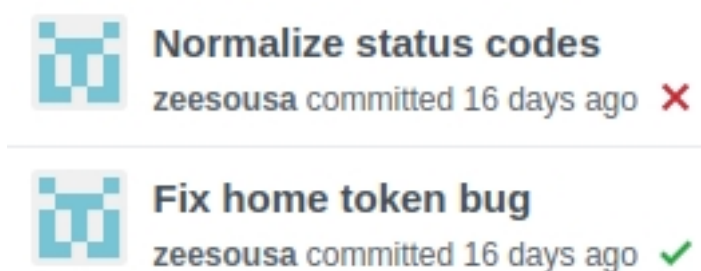 Normalize status codes
zeesousa committed 16 days ago
Fix home token bug
zeesousa committed 16 days ago